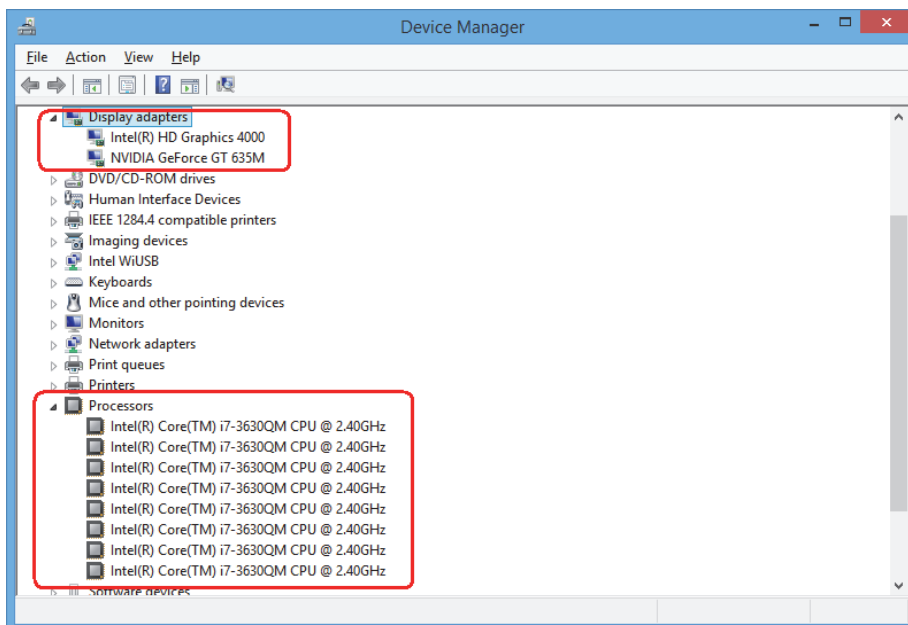 Device Manager
File Action View Help
Display adapters
Intel(R) HD Graphics 4000
NVIDIA GeForce GT 635M
DVD/CD-ROM drives
Human Interface Devices
IEEE 1284.4 compatible printers
Imaging devices
Intel WiUSB
Keyboards
Mice and other pointing devices
Monitors
Network adapters
Print queues
Printers
Processors
Intel(R) Core(TM) i7-3630QM CPU @ 2.40GHz
Intel(R) Core(TM) i7-3630QM CPU @ 2.40GHz
Intel(R) Core(TM) i7-3630QM CPU @ 2.40GHz
Intel(R) Core(TM) i7-3630QM CPU @ 2.40GHz
Intel(R) Core(TM) i7-3630QM CPU @ 2.40GHz
Intel(R) Core(TM) i7-3630QM CPU @ 2.40GHz
Intel(R) Core(TM) i7-3630QM CPU @ 2.40GHz
Intel(R) Core(TM) i7-3630QM CPU @ 2.40GHz
Software devices